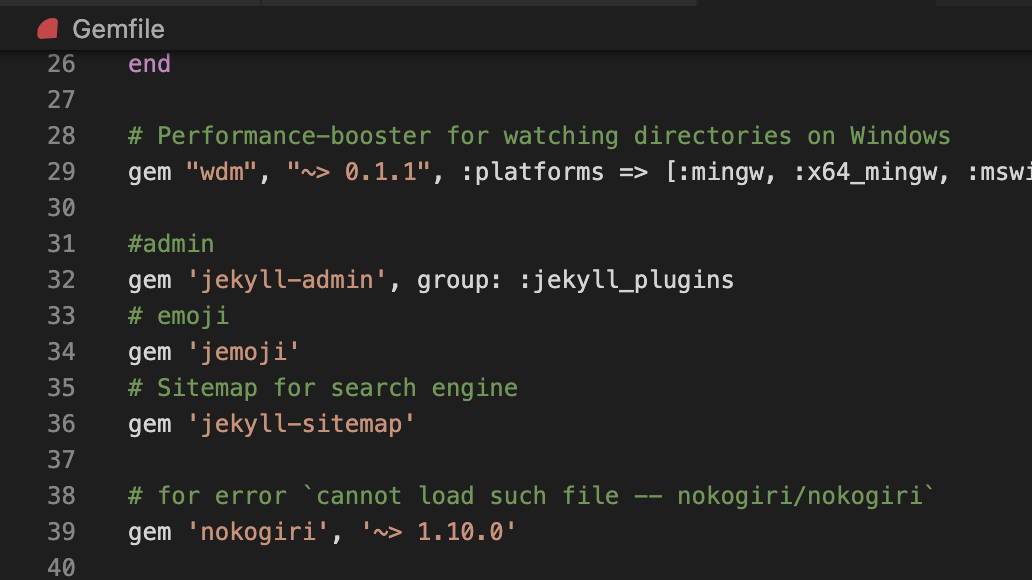 Gemfile
26 end
27
28 # Performance-booster for watching directories on Windows
29 gem "wdm", "~> 0.1.1", :platforms => [:mingw, :x64_mingw, :mswi
30
31 #admin
32 gem 'jekyll-admin', group: :jekyll_plugins
33 # emoji
34 gem 'jemoji'
35 # Sitemap for search engine
36 gem 'jekyll-sitemap'
37
38 # for error `cannot load such file -- nokogiri/nokogiri`
39 gem 'nokogiri', '~> 1.10.0'
40